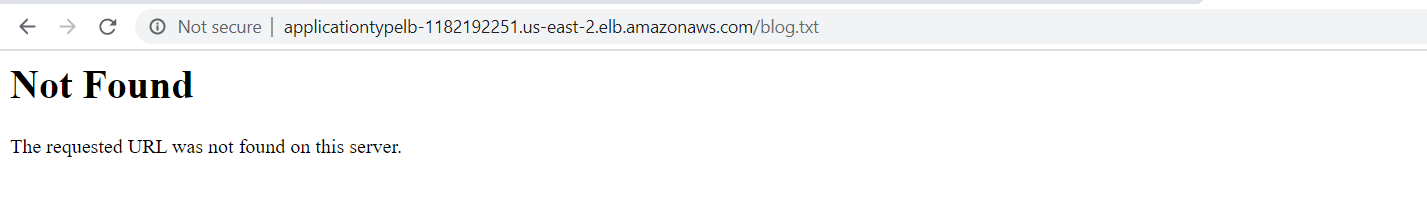 Not secure | applicationtypelb-1182192251.us-east-2.elb.amazonaws.com/blog.txt
Not Found
The requested URL was not found on this server.